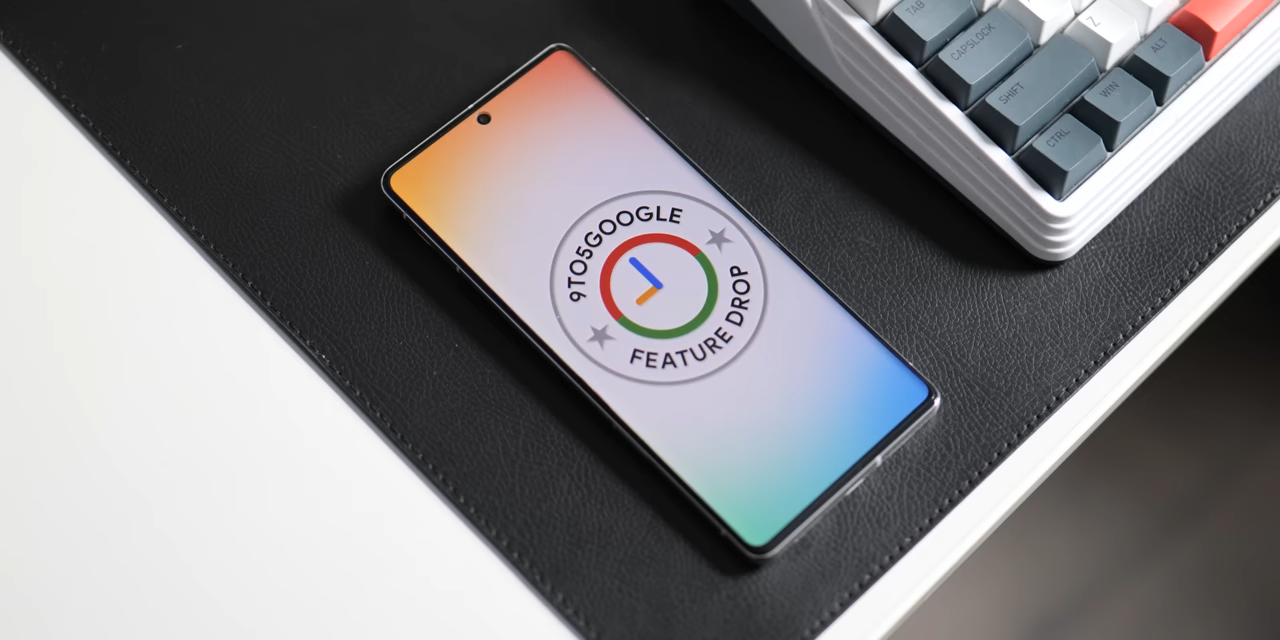 9TO5GOOGLE
FEATURE DROP
TAB
CAPSLOCK
SHIFT
Z
CTRL
WIN
ALT